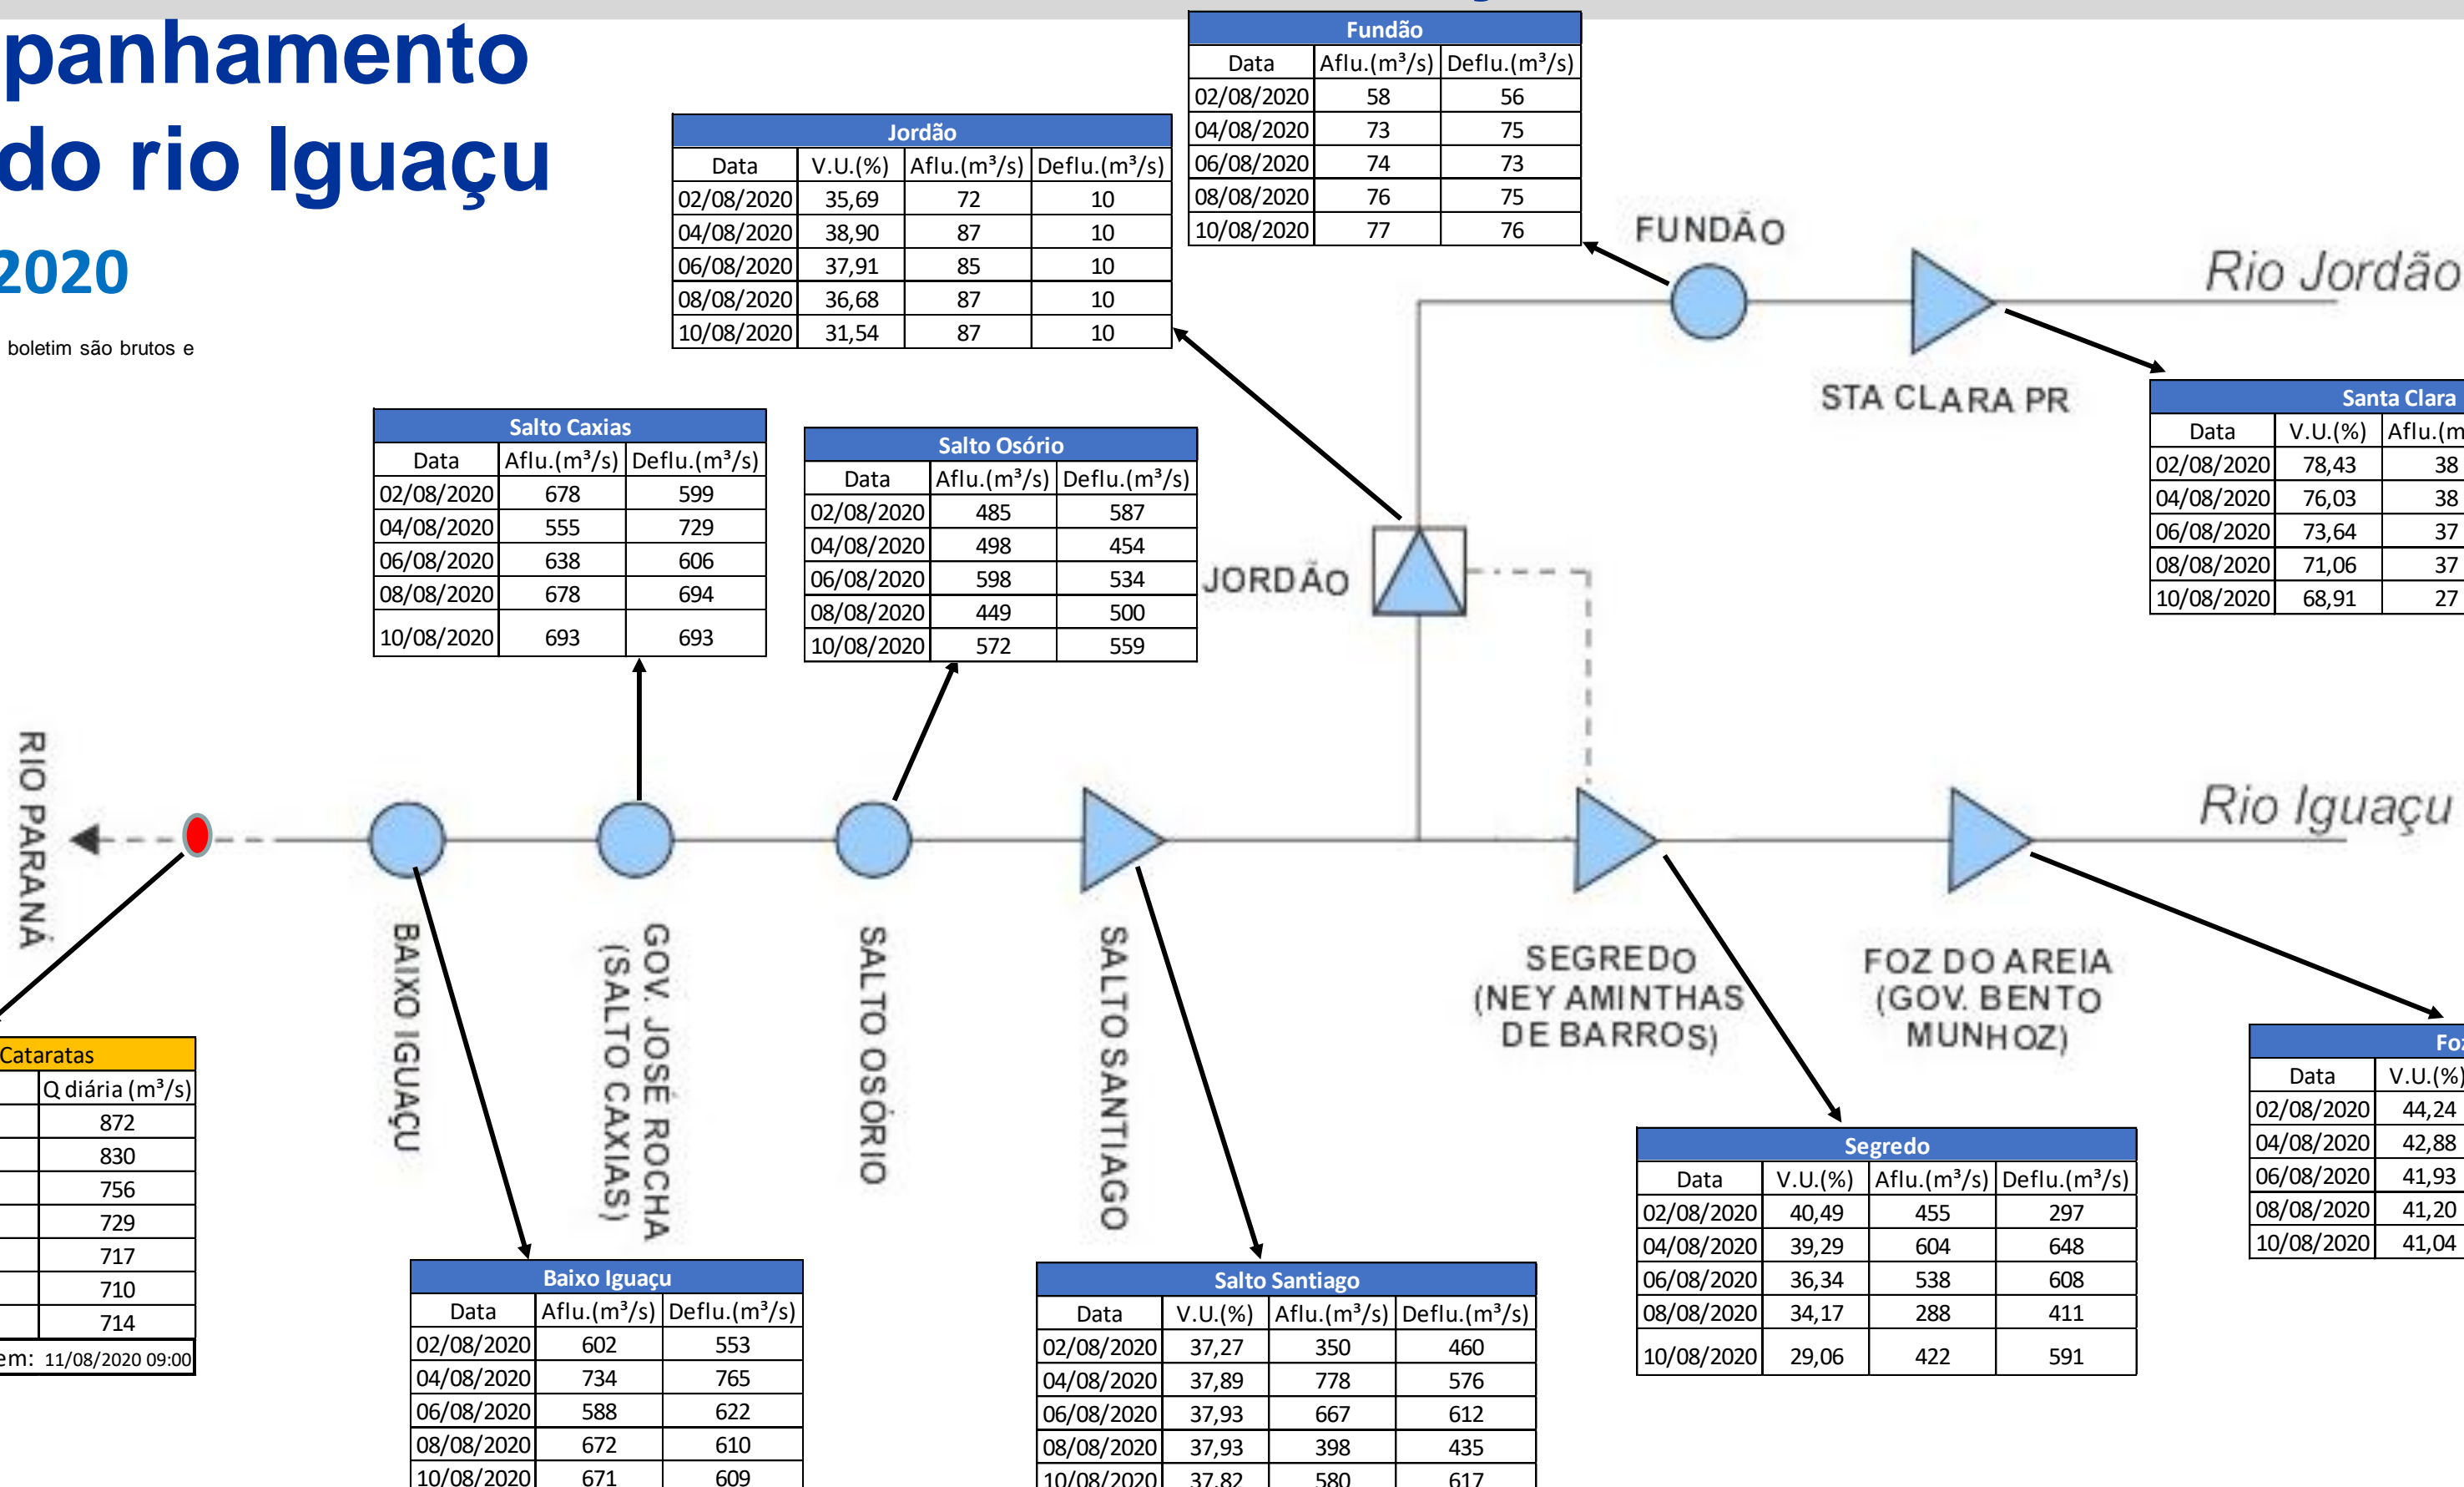 panhamento
do rio Iguaçu
2020
boletim são brutos e
Fundão
Data Aflu.(m³/s) Deflu.(m³/s)
02/08/2020 58 56
04/08/2020 73 75
06/08/2020 74 73
08/08/2020 76 75
10/08/2020 77 76
Jordão
Data V.U.(%) Aflu.(m³/s) Deflu.(m³/s)
02/08/2020 35,69 72 10
04/08/2020 38,90 87 10
06/08/2020 37,91 85 10
08/08/2020 36,68 87 10
10/08/2020 31,54 87 10
FUNDÃO
Rio Jordão
STA CLARA PR
Santa Clara
Data V.U.(%) Aflu.(m
02/08/2020 78,43 38
04/08/2020 76,03 38
06/08/2020 73,64 37
08/08/2020 71,06 37
10/08/2020 68,91 27
Salto Caxias
Data Aflu.(m³/s) Deflu.(m³/s)
02/08/2020 678 599
04/08/2020 555 729
06/08/2020 638 606
08/08/2020 678 694
10/08/2020 693 693
Salto Osório
Data Aflu.(m³/s) Deflu.(m³/s)
02/08/2020 485 587
04/08/2020 498 454
06/08/2020 598 534
08/08/2020 449 500
10/08/2020 572 559
JORDÃO
RIO PARANÁ
Rio Iguaçu
BAIXO IGUAÇU
GOV. JOSÉ ROCHA
(SALTO CAXIAS)
SALTO OSÓRIO
SALTO SANTIAGO
SEGREDO
(NEY AMINTHAS
DE BARROS)
FOZ DO AREIA
(GOV. BENTO
MUNHOZ)
Cataratas
Q diária (m³/s)
872
830
756
729
717
710
714
em: 11/08/2020 09:00
Baixo Iguaçu
Data Aflu.(m³/s) Deflu.(m³/s)
02/08/2020 602 553
04/08/2020 734 765
06/08/2020 588 622
08/08/2020 672 610
10/08/2020 671 609
Salto Santiago
Data V.U.(%) Aflu.(m³/s) Deflu.(m³/s)
02/08/2020 37,27 350 460
04/08/2020 37,89 778 576
06/08/2020 37,93 667 612
08/08/2020 37,93 398 435
10/08/2020 37,82 580 617
Segredo
Data V.U.(%) Aflu.(m³/s) Deflu.(m³/s)
02/08/2020 40,49 455 297
04/08/2020 39,29 604 648
06/08/2020 36,34 538 608
08/08/2020 34,17 288 411
10/08/2020 29,06 422 591
Foz
Data V.U.(%)
02/08/2020 44,24
04/08/2020 42,88
06/08/2020 41,93
08/08/2020 41,20
10/08/2020 41,04